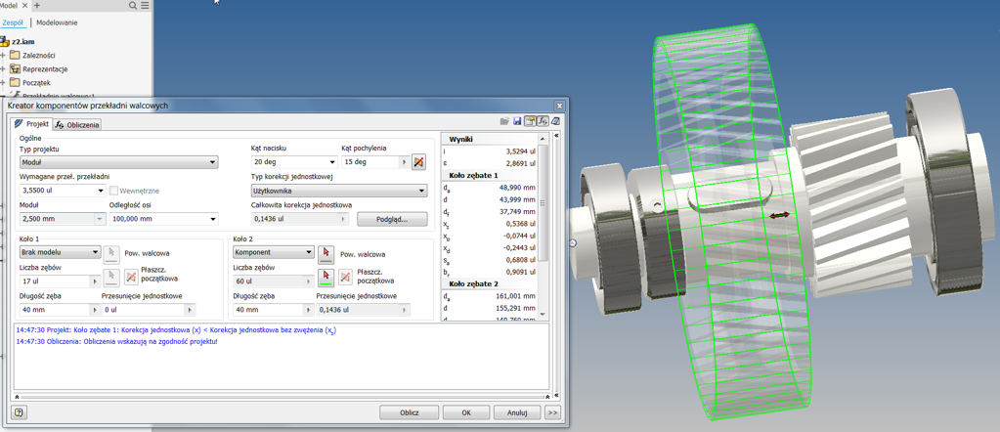 Model
Zespół
Modelowanie
z2.iam
Zależności
Reprezentacje
Początek
Kreator komponentów przekładni walcowych
Projekt
Obliczenia
Ogólne
Typ projektu
Moduł
Wymagane przeł. przekładni
3,5500 ul
Wewnętrzne
Moduł
Odległość osi
2,500 mm
100,000 mm
Kąt nacisku
Kąt pochylenia
20 deg
15 deg
Typ korekcji jednostkowej
Użytkownika
Całkowita korekcja jednostkowa
0,1436 ul
Podgląd...
Koło 1
Brak modelu
Pow. walcowa
Liczba zębów
17 ul
Płaszcz. początkowa
Długość zęba
Przesunięcie jednostkowe
40 mm
0 ul
Koło 2
Komponent
Pow. walcowa
Liczba zębów
60 ul
Płaszcz. początkowa
Długość zęba
Przesunięcie jednostkowe
40 mm
0,1436 ul
Wyniki
i 3,5294 ul
ε 2,8691 ul
Koło zębate 1
da 48,990 mm
d 43,999 mm
df 37,749 mm
xz 0,5368 ul
xp -0,0744 ul
xd -0,2443 ul
sa 0,6808 ul
br 0,9091 ul
Koło zębate 2
da 161,001 mm
d 155,291 mm
14:47:30 Projekt: Koło zębate 1: Korekcja jednostkowa (x) < Korekcja jednostkowa bez zwężenia (xz)
14:47:30 Obliczenia: Obliczenia wskazują na zgodność projektu!
Oblicz
OK
Anuluj
>>